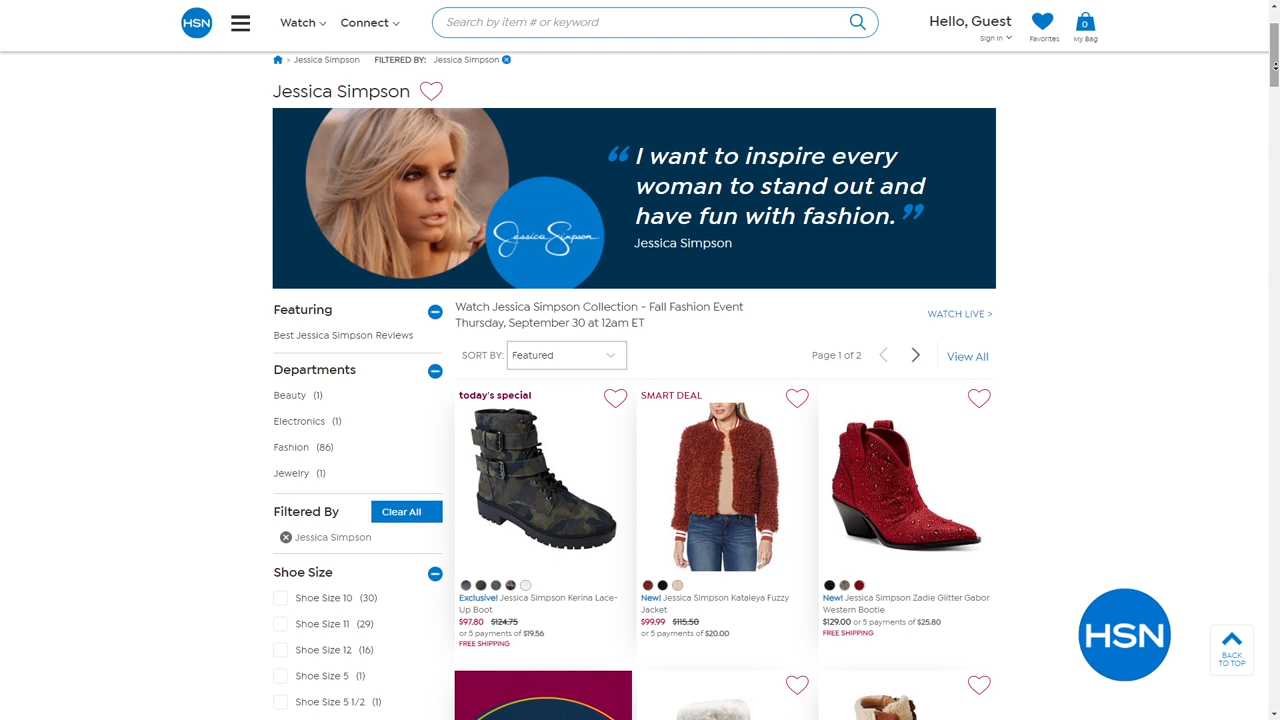 HSN
Watch
Connect
Search by item # or keyword
Hello, Guest
Sign In
Favorites
0
My Bag
> Jessica Simpson
FILTERED BY:
Jessica Simpson
Jessica Simpson
“ I want to inspire every
woman to stand out and
have fun with fashion. ”
Jessica Simpson
Jessica Simpson
Featuring
Best Jessica Simpson Reviews
Departments
Beauty (1)
Electronics (1)
Fashion (86)
Jewelry (1)
Filtered By
Clear All
Jessica Simpson
Shoe Size
Shoe Size 10 (30)
Shoe Size 11 (29)
Shoe Size 12 (16)
Shoe Size 5 (1)
Shoe Size 5 1/2 (1)
Watch Jessica Simpson Collection - Fall Fashion Event
Thursday, September 30 at 12am ET
WATCH LIVE >
SORT BY:
Featured
Page 1 of 2
View All
today's special
Exclusive! Jessica Simpson Kerina Lace-
Up Boot
$97.80 $124.75
or 5 payments of $19.56
FREE SHIPPING
SMART DEAL
New! Jessica Simpson Kataleya Fuzzy
Jacket
$99.99 $115.50
or 5 payments of $20.00
New! Jessica Simpson Zadie Glitter Gabor
Western Bootie
$129.00 or 5 payments of $25.80
FREE SHIPPING
HSN
BACK
TO TOP